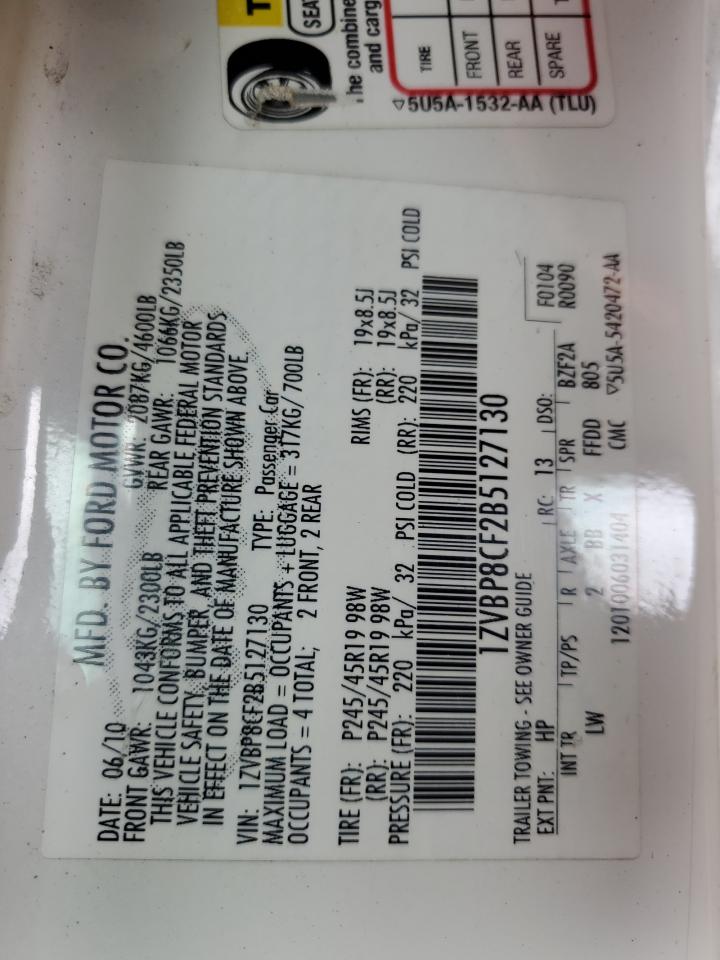 T
SEA
The combine
and carg
TIRE
FRONT
REAR
SPARE
▽5U5A-1532-AA (TLU)
MFD. BY FORD MOTOR CO.
DATE: 06/10 GVWR: 2087KG/4600LB
FRONT GAWR: 1043KG/2300LB REAR GAWR: 1066KG/2350LB
THIS VEHICLE CONFORMS TO ALL APPLICABLE FEDERAL MOTOR
VEHICLE SAFETY, BUMPER, AND THEFT PREVENTION STANDARDS
IN EFFECT ON THE DATE OF MANUFACTURE SHOWN ABOVE.
VIN: 1ZVBP8CF2B5127130 TYPE: Passenger Car
MAXIMUM LOAD = OCCUPANTS + LUGGAGE = 317KG/700LB
OCCUPANTS = 4 TOTAL; 2 FRONT, 2 REAR
TIRE (FR): P245/45R19 98W RIMS (FR): 19x8.5J
(RR): P245/45R19 98W (RR): 19x8.5J
PRESSURE (FR): 220 kPa/ 32 PSI COLD (RR): 220 kPa/ 32 PSI COLD
1ZVBP8CF2B5127130
TRAILER TOWING - SEE OWNER GUIDE
EXT PNT: HP RC: 13 DSO: F0104
R0090
INT TR TP/PS R AXLE TR SPR BZF2A
LW 2 BB X FFDD 805
1201006031404 CMC ▽5U5A-5420472-AA